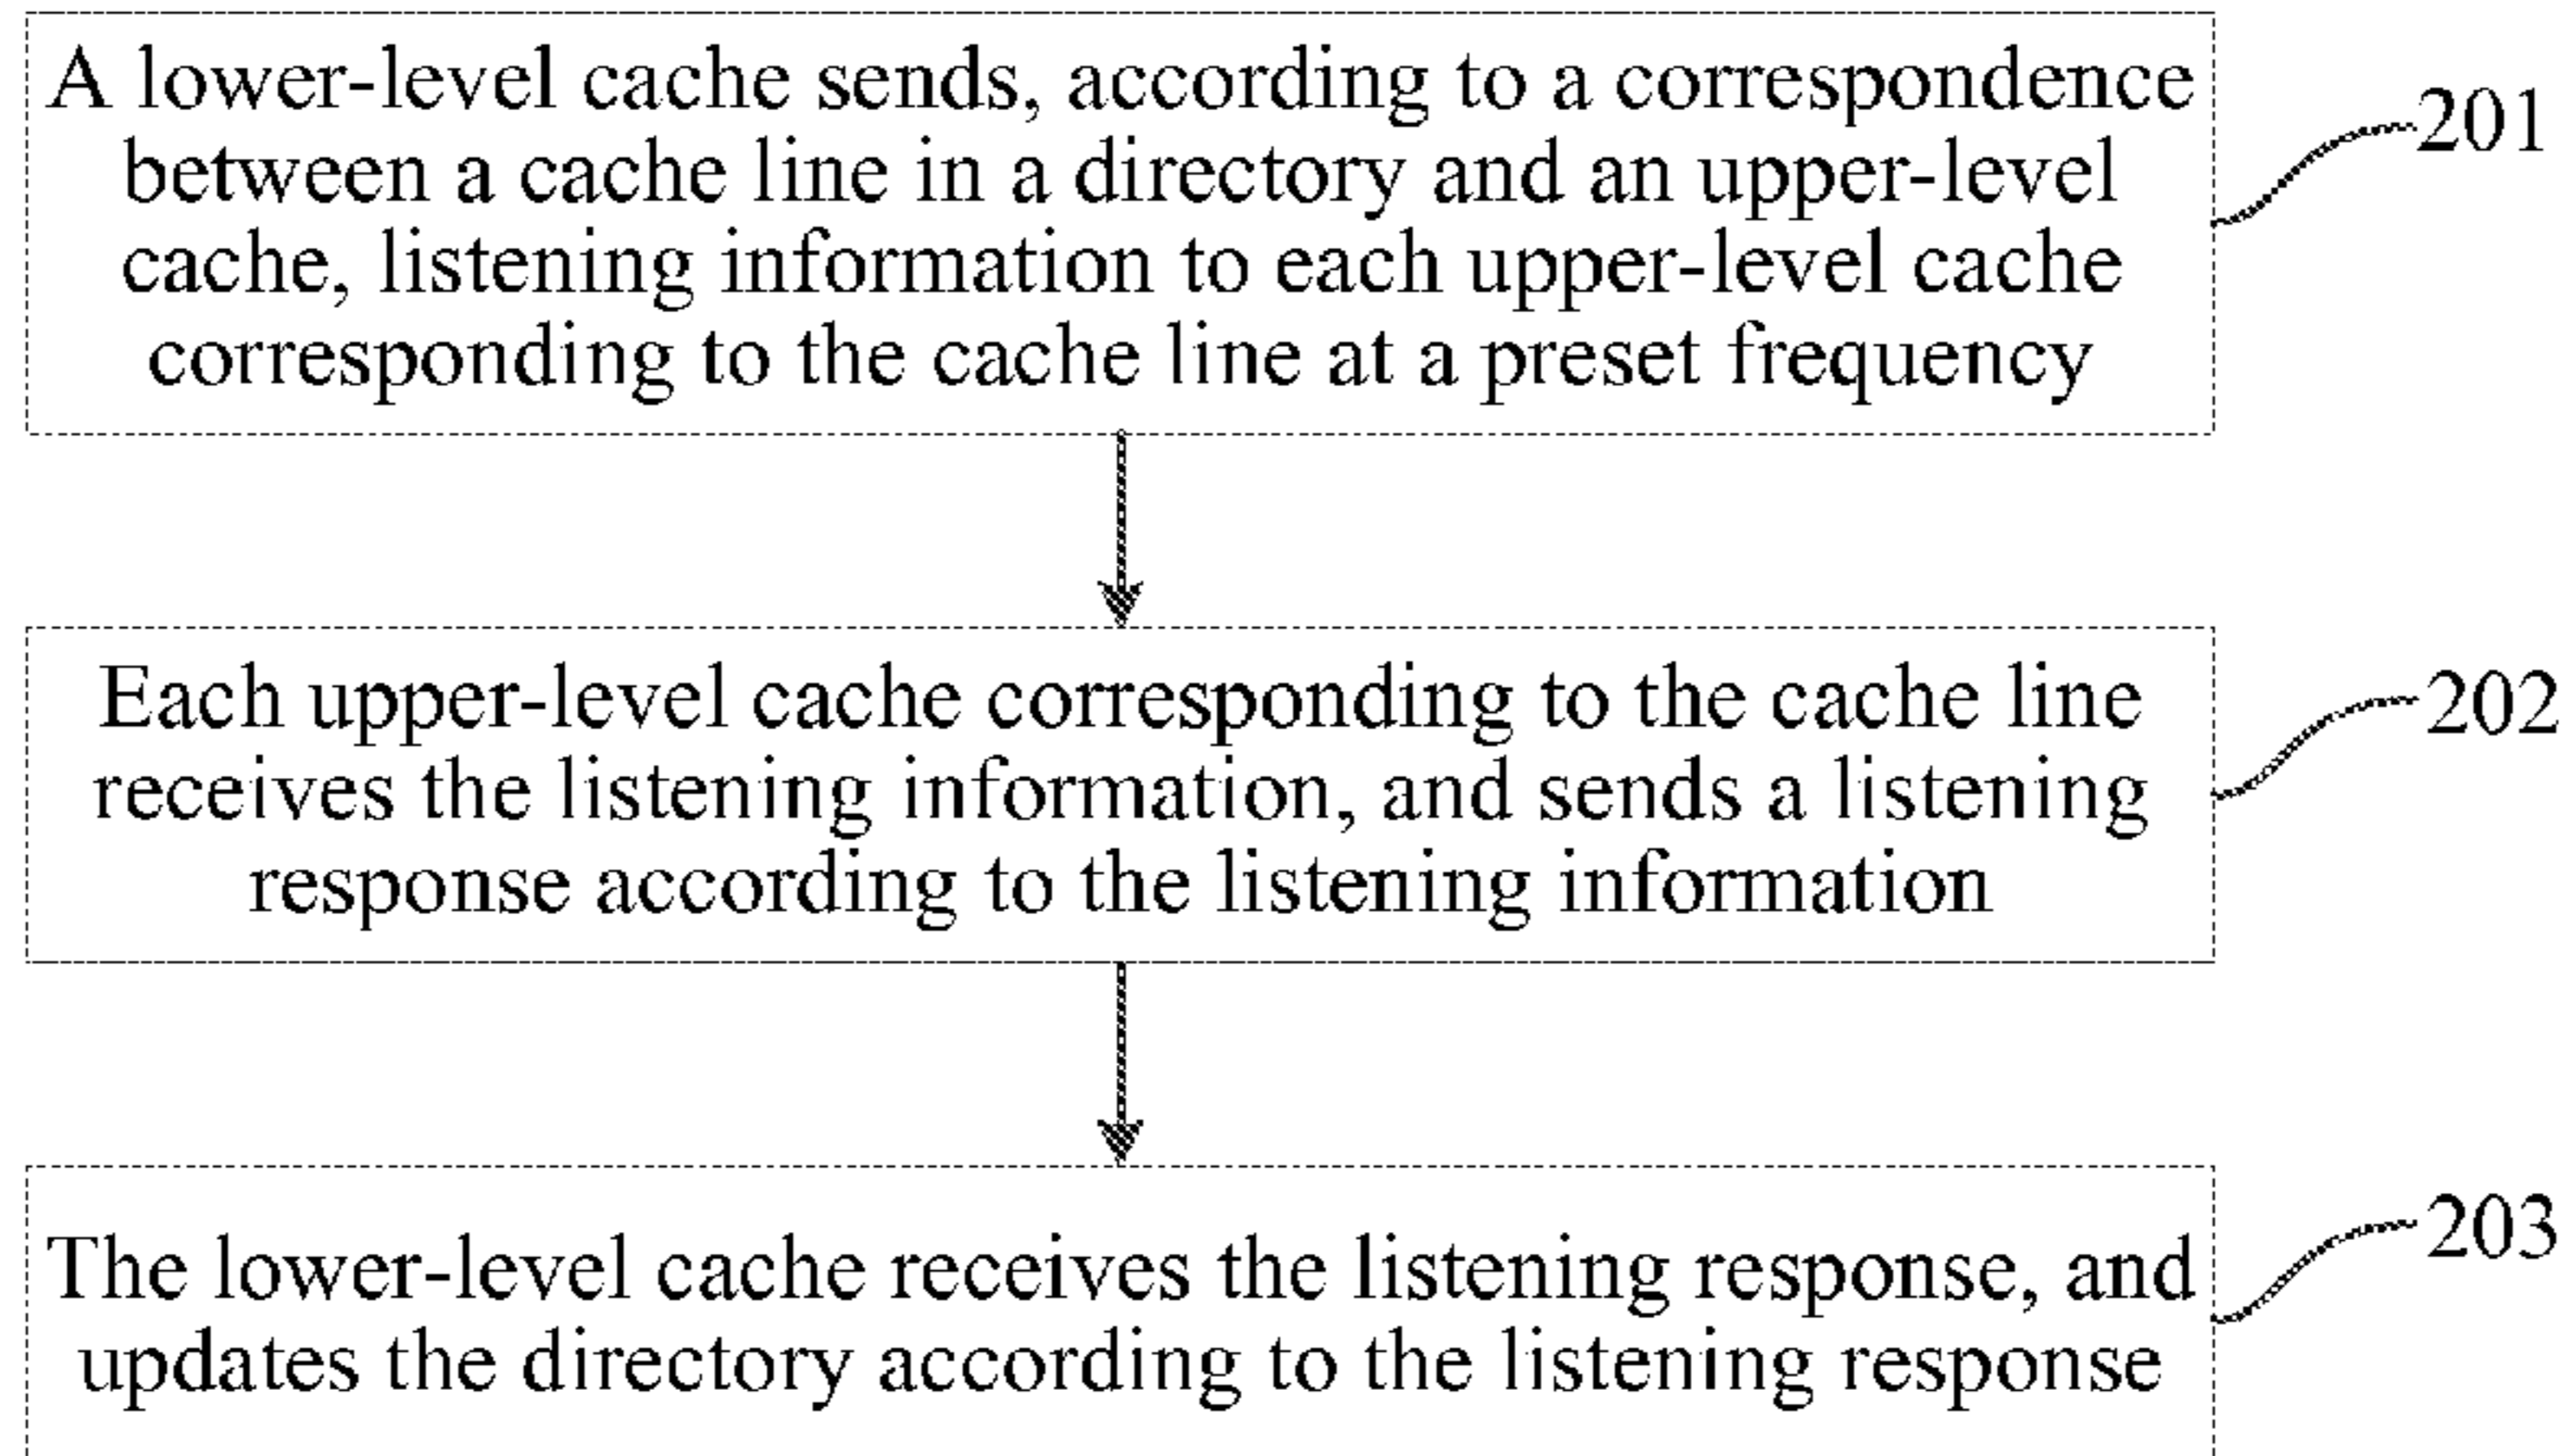 A lower-level cache sends, according to a correspondence
between a cache line in a directory and an upper-level
cache, listening information to each upper-level cache
corresponding to the cache line at a preset frequency
201
Each upper-level cache corresponding to the cache line
receives the listening information, and sends a listening
response according to the listening information
202
The lower-level cache receives the listening response, and
updates the directory according to the listening response
203